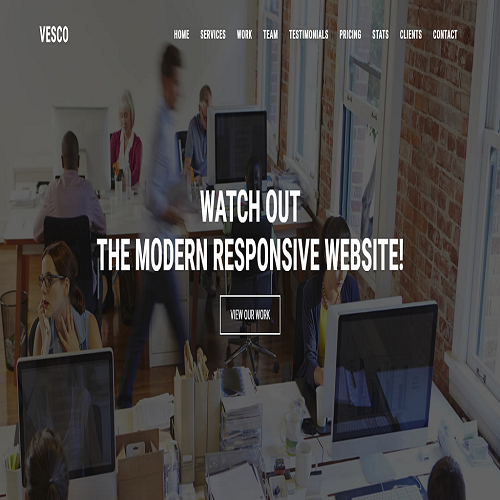 VESCO
HOME SERVICES WORK TEAM TESTIMONIALS PRICING STATS CLIENTS CONTACT
WATCH OUT
THE MODERN RESPONSIVE WEBSITE!
VIEW OUR WORK